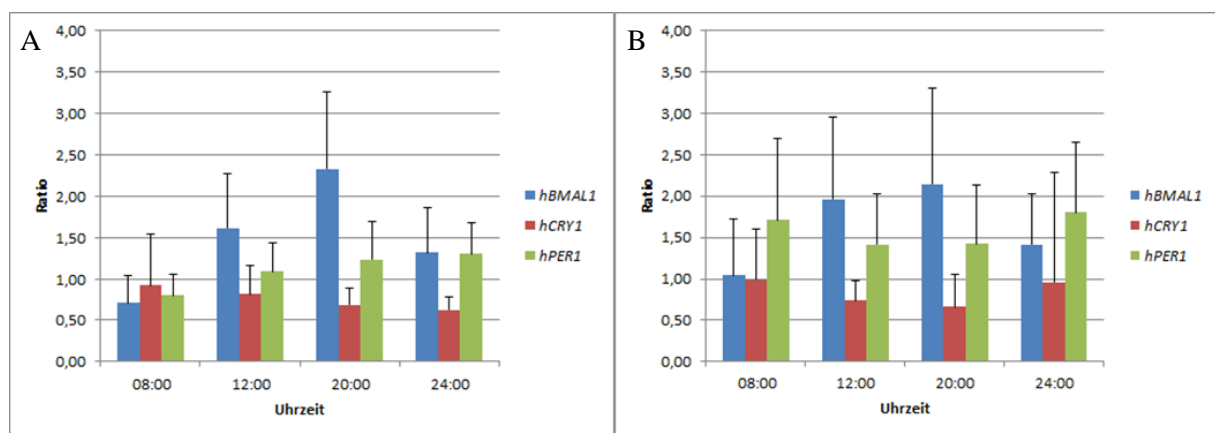 A
4,00
3,50
3,00
2,50
2,00
1,50
1,00
0,50
0,00
Ratio
08:00 12:00 20:00 24:00
Uhrzeit
hBMAL1
hCRY1
hPER1
B
4,00
3,50
3,00
2,50
2,00
1,50
1,00
0,50
0,00
Ratio
08:00 12:00 20:00 24:00
Uhrzeit
hBMAL1
hCRY1
hPER1